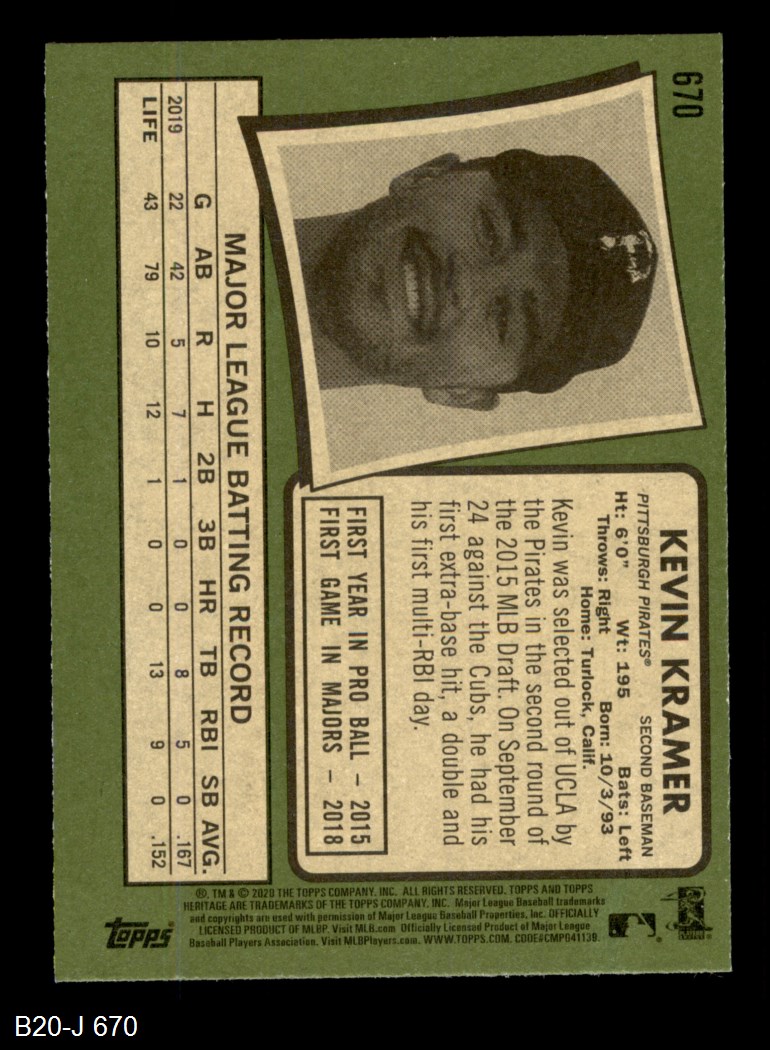 670
KEVIN KRAMER
PITTSBURGH PIRATES® SECOND BASEMAN
Ht: 6'0" Wt: 195 Bats: Left
Throws: Right Born: 10/3/93
Home: Turlock, Calif.
Kevin was selected out of UCLA by
the Pirates in the second round of
the 2015 MLB Draft. On September
24 against the Cubs, he had his
first extra-base hit, a double and
his first multi-RBI day.
FIRST YEAR IN PRO BALL – 2015
FIRST GAME IN MAJORS – 2018
MAJOR LEAGUE BATTING RECORD
G AB R H 2B 3B HR TB RBI SB AVG.
2019 22 42 5 7 1 0 0 8 5 0 .167
LIFE 43 79 10 12 1 0 0 13 9 0 .152
®, TM & © 2020 THE TOPPS COMPANY, INC. ALL RIGHTS RESERVED. TOPPS AND TOPPS
HERITAGE ARE TRADEMARKS OF THE TOPPS COMPANY, INC. Major League Baseball trademarks
and copyrights are used with permission of Major League Baseball Properties, Inc. OFFICIALLY
LICENSED PRODUCT OF MLBP. Visit MLB.com Officially Licensed Product of Major League
Baseball Players Association. Visit MLBPlayers.com. WWW.TOPPS.COM. CODE#CMP041139.
topps®
B20-J 670